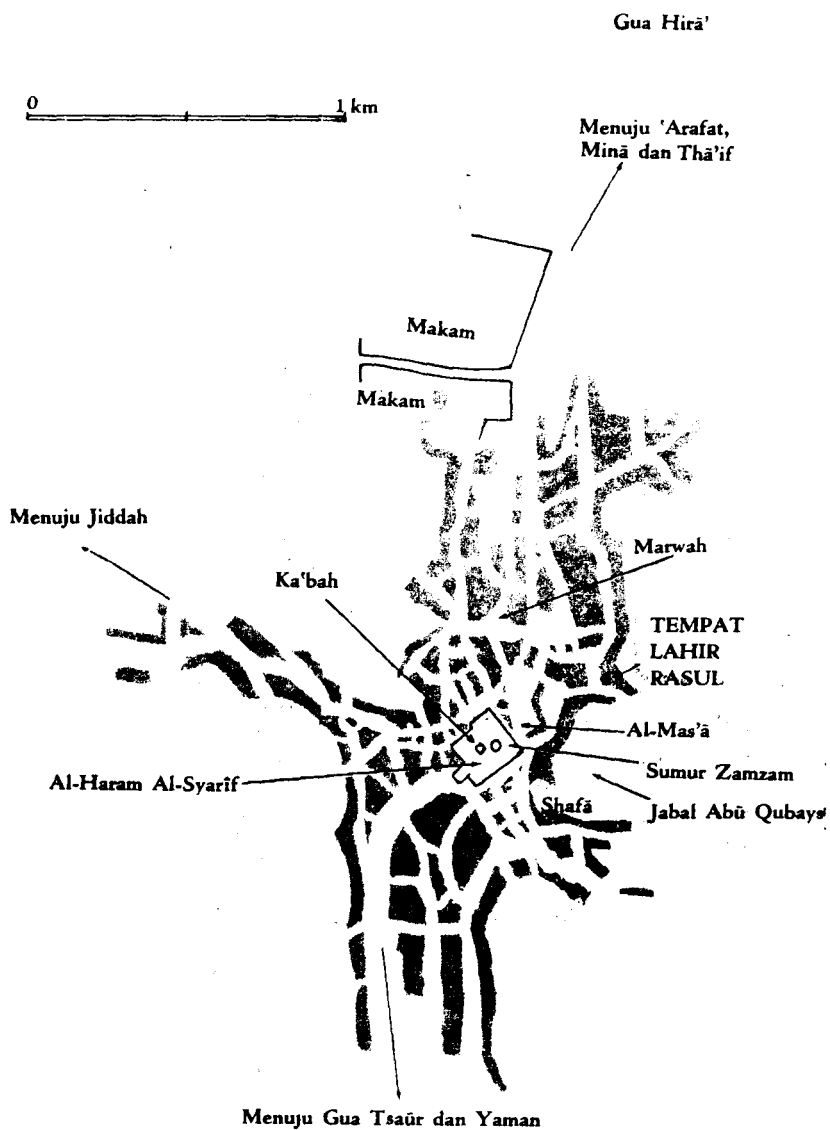 Gua Hirā'
0 1 km
Menuju 'Arafat,
Minā dan Thā'if
Makam
Makam
Menuju Jiddah
Marwah
Ka'bah
TEMPAT
LAHIR
RASUL
Al-Mas'ā
Sumur Zamzam
Al-Haram Al-Syarīf
Shafā
Jabal Abū Qubays
Menuju Gua Tsaūr dan Yaman